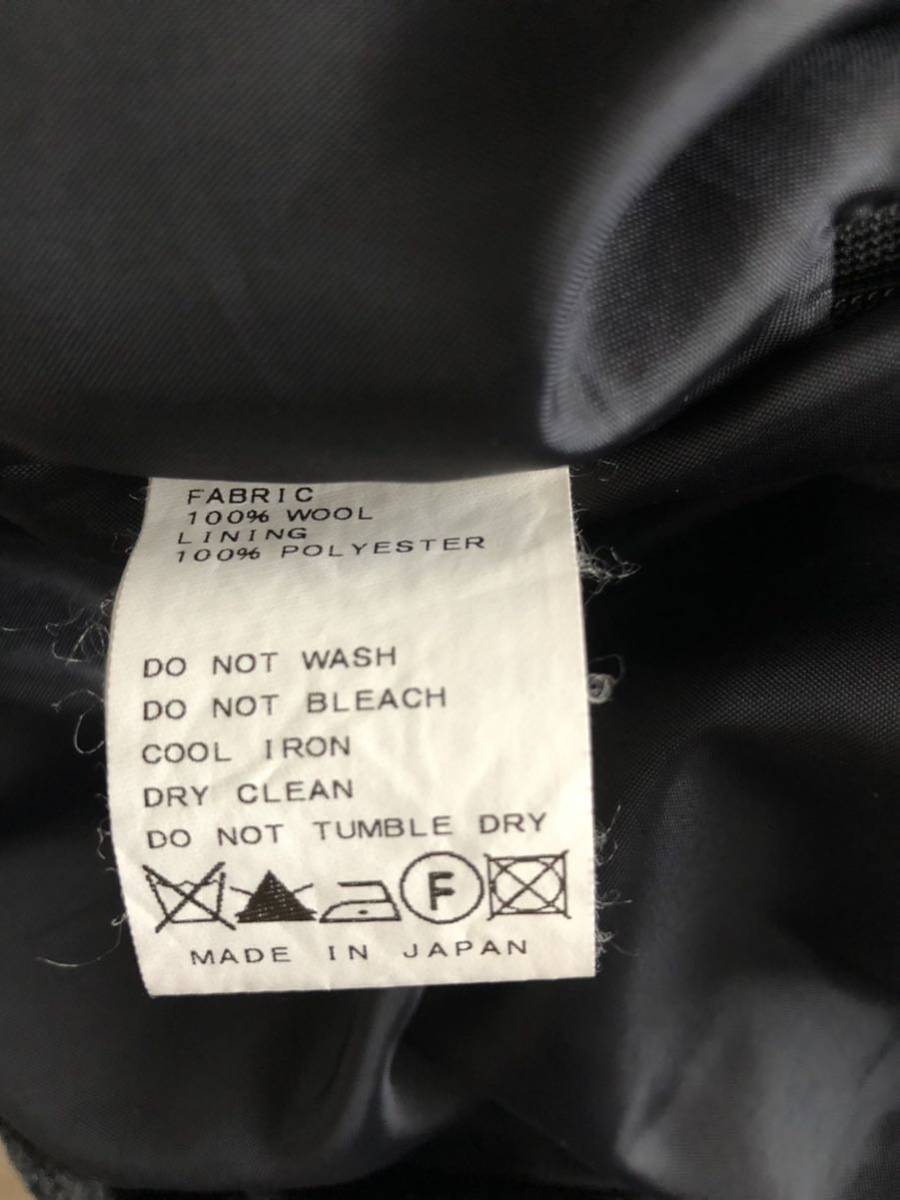 FABRIC
100% WOOL
LINING
100% POLYESTER
DO NOT WASH
DO NOT BLEACH
COOL IRON
DRY CLEAN
DO NOT TUMBLE DRY
F
MADE IN JAPAN